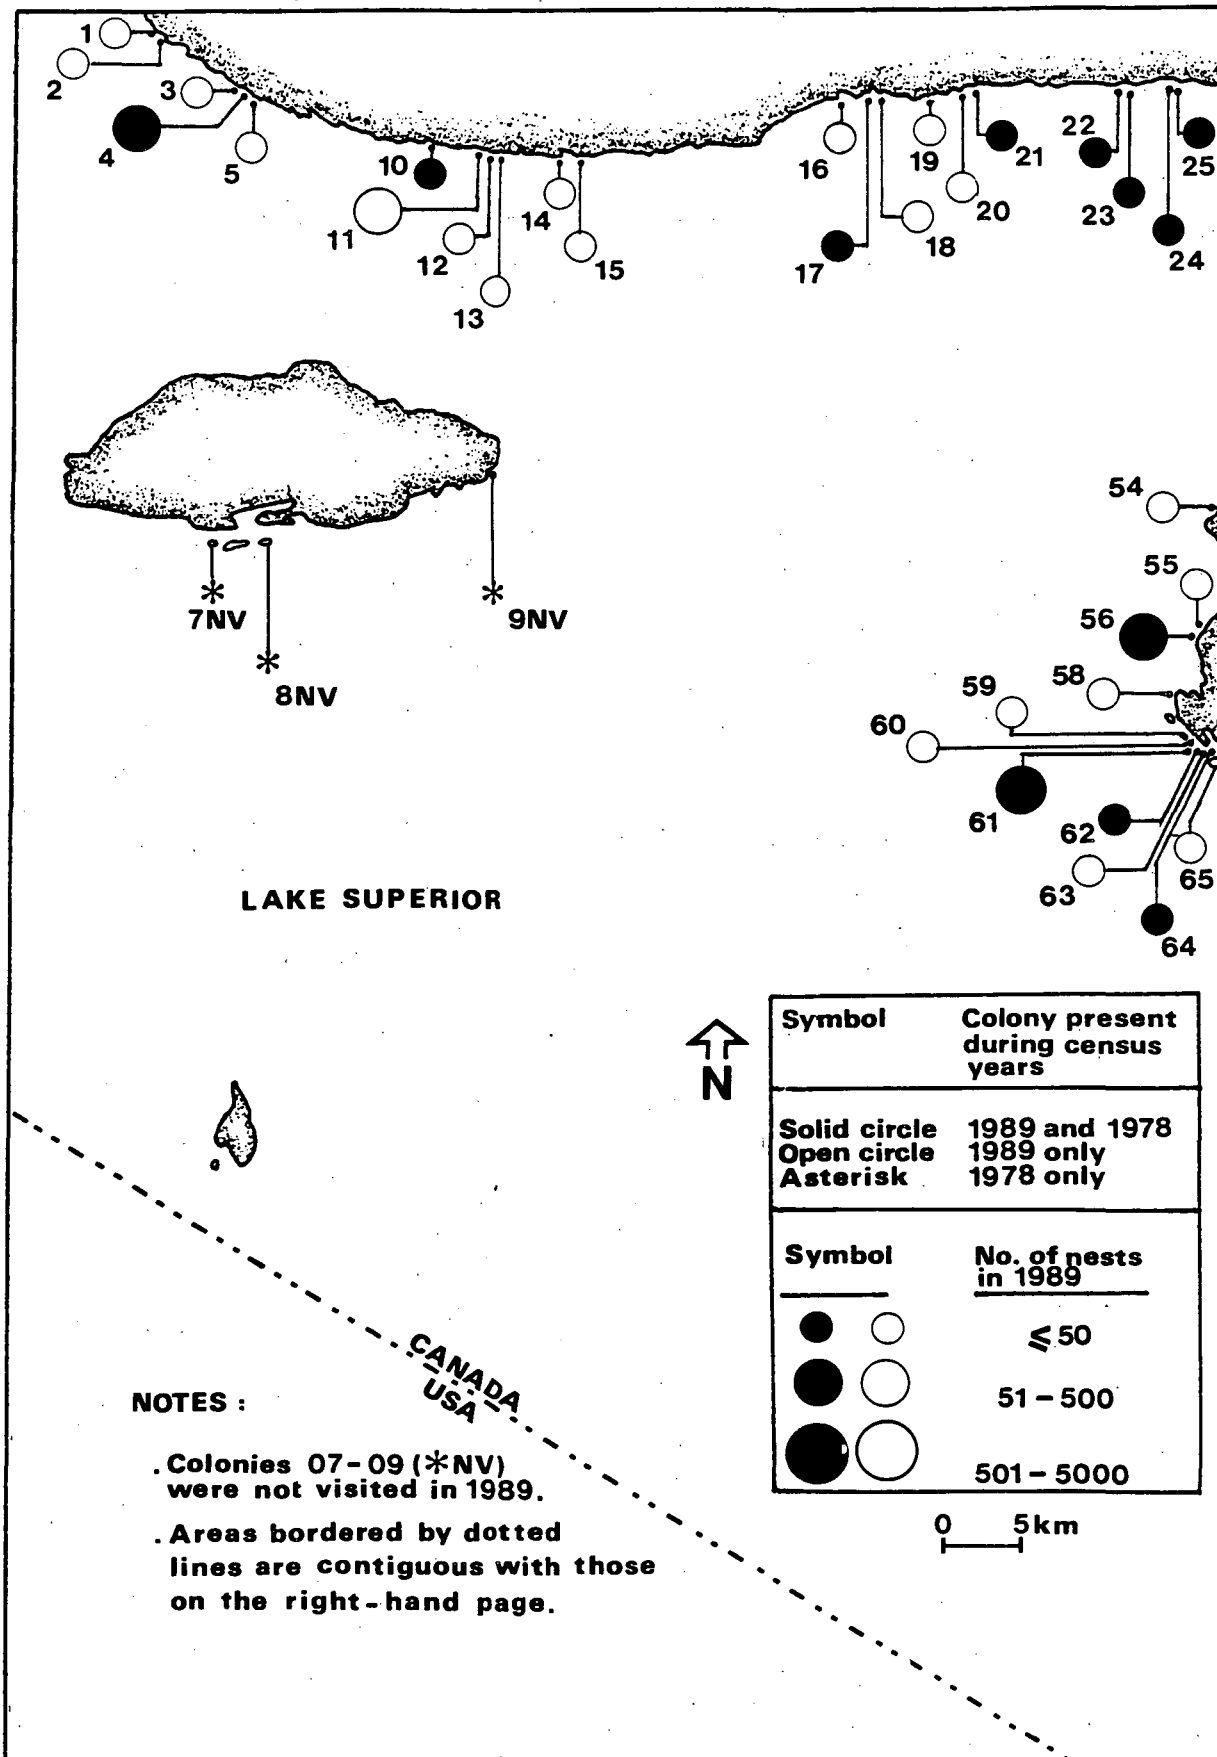 1
2
3
4
5
10
11
12
13
14
15
16
17
18
19
20
21
22
23
24
25
7NV
8NV
9NV
54
55
56
58
59
60
61
62
63
64
65
LAKE SUPERIOR
N
Symbol Colony present
during census
years
Solid circle 1989 and 1978
Open circle 1989 only
Asterisk 1978 only
Symbol No. of nests
in 1989
≤50
51-500
501-5000
0 5km
CANADA
USA
NOTES :
. Colonies 07-09 (*NV)
were not visited in 1989.
. Areas bordered by dotted
lines are contiguous with those
on the right-hand page.